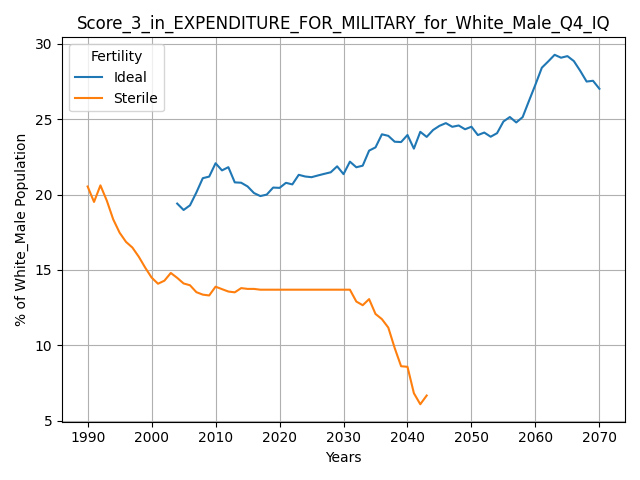 Score_3_in_EXPENDITURE_FOR_MILITARY_for_White_Male_Q4_IQ
Fertility
Ideal
Sterile
% of White_Male Population
30
25
20
15
10
5
1990 2000 2010 2020 2030 2040 2050 2060 2070
Years